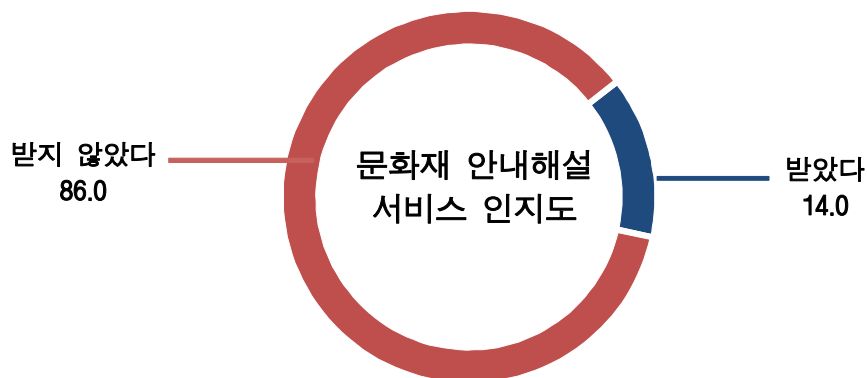 받지 않았다
86.0
문화재 안내해설
서비스 인지도
받았다
14.0